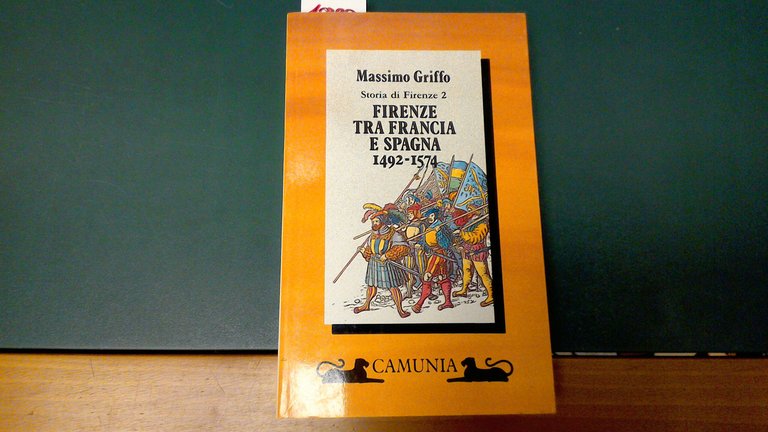 Massimo Griffo
Storia di Firenze 2
FIRENZE
TRA FRANCIA
E SPAGNA
1492-1574
CAMUNIA